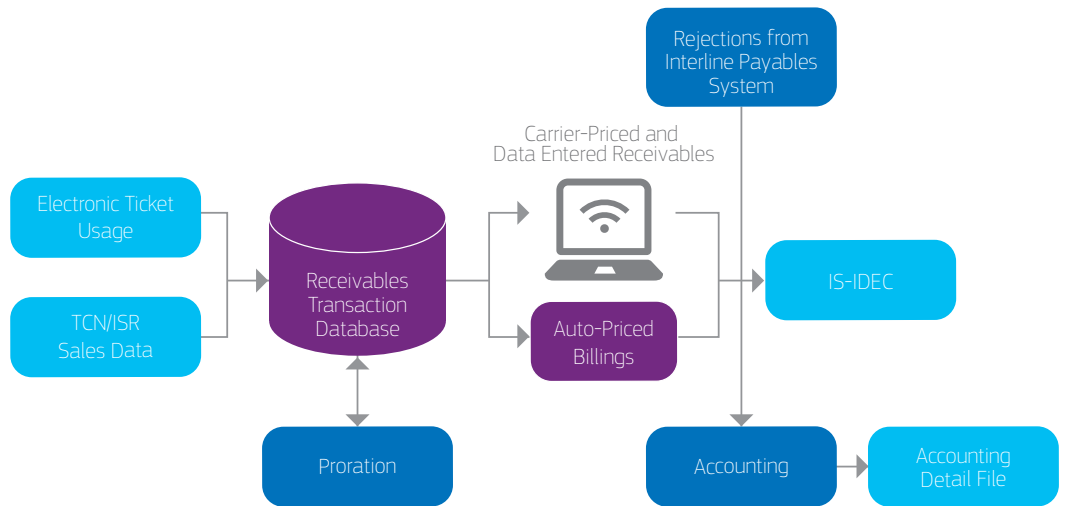 Rejections from
Interline Payables
System
Carrier-Priced and
Data Entered Receivables
Electronic Ticket
Usage
TCN/ISR
Sales Data
Receivables
Transaction
Database
Auto-Priced
Billings
IS-IDEC
Proration
Accounting
Accounting
Detail File